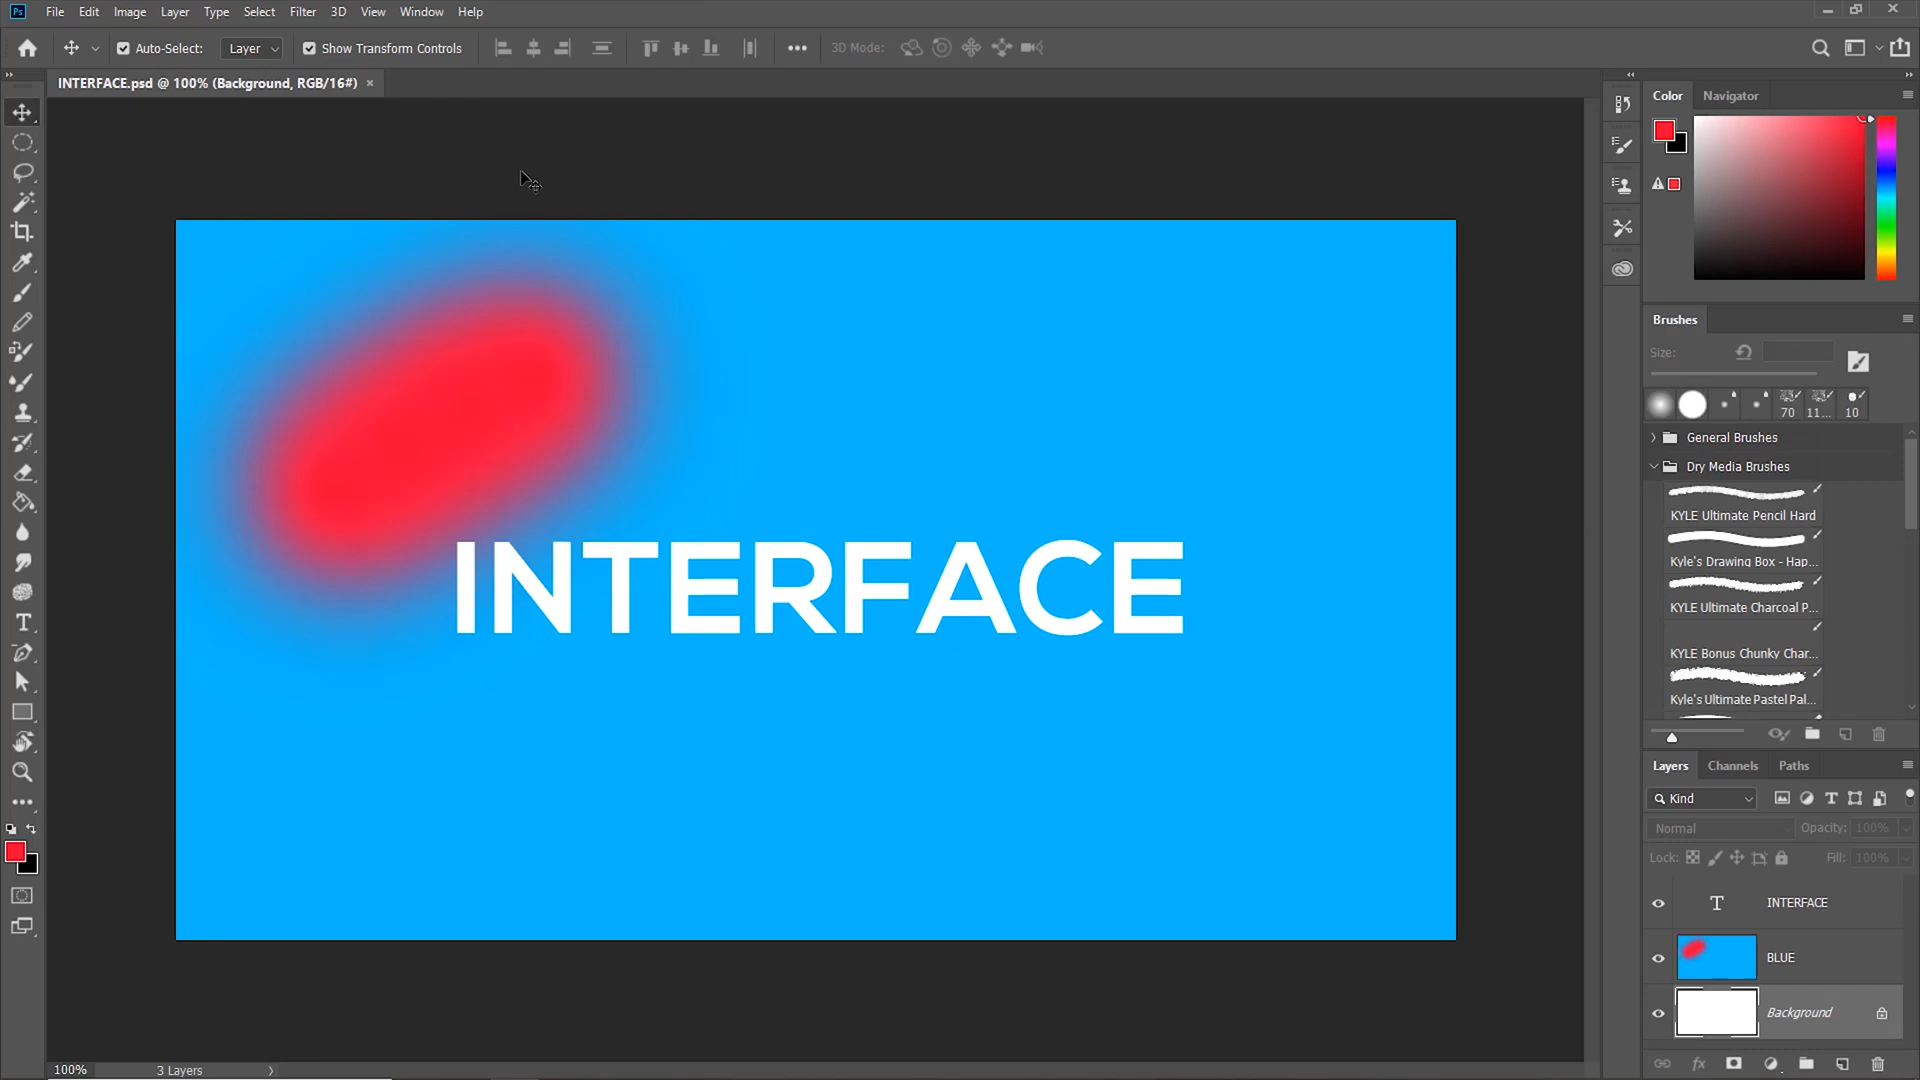 Ps File Edit Image Layer Type Select Filter 3D View Window Help
Auto-Select: Layer Show Transform Controls 3D Mode:
INTERFACE.psd @ 100% (Background, RGB/16#) ×
Color Navigator
Brushes
Size:
70 11... 10
General Brushes
Dry Media Brushes
KYLE Ultimate Pencil Hard
Kyle's Drawing Box - Hap...
KYLE Ultimate Charcoal P...
KYLE Bonus Chunky Char...
Kyle's Ultimate Pastel Pal...
INTERFACE
Layers Channels Paths
Kind
Normal Opacity: 100%
Lock: Fill: 100%
INTERFACE
BLUE
Background
100% 3 Layers